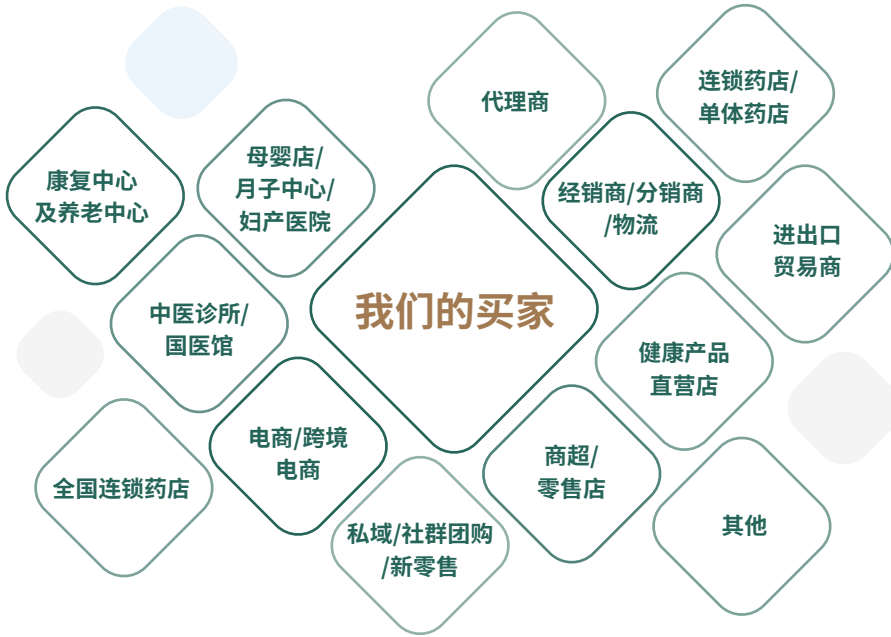 代理商
连锁药店/
单体药店
康复中心
及养老中心
母婴店/
月子中心/
妇产医院
经销商/分销商
/物流
进出口
贸易商
中医诊所/
国医馆
我们的买家
健康产品
直营店
全国连锁药店
电商/跨境
电商
商超/
零售店
私域/社群团购
/新零售
其他